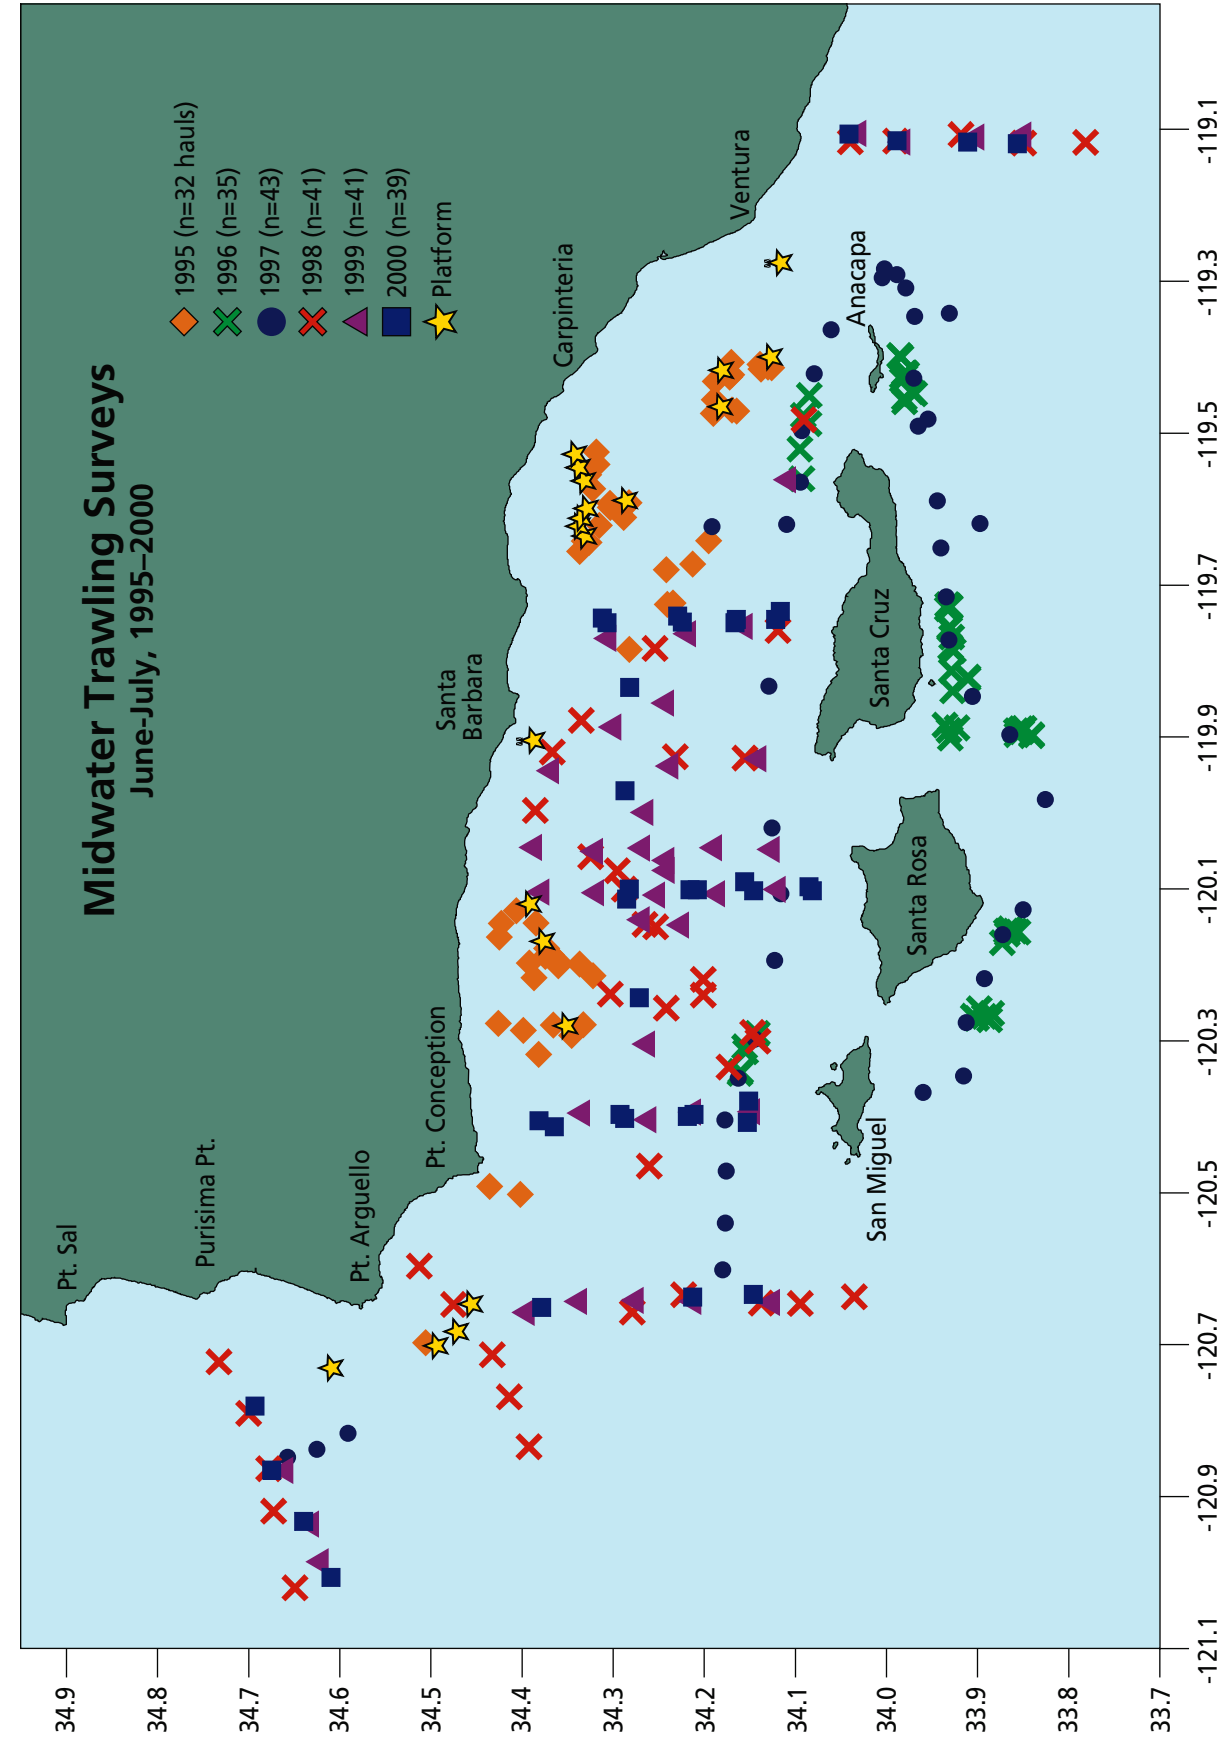 Midwater Trawling Surveys
June-July, 1995–2000
1995 (n=32 hauls)
1996 (n=35)
1997 (n=43)
1998 (n=41)
1999 (n=41)
2000 (n=39)
Platform
Pt. Sal
Purisima Pt.
Pt. Arguello
Pt. Conception
Santa
Barbara
Carpinteria
Ventura
Anacapa
Santa Cruz
Santa Rosa
San Miguel
34.9
34.8
34.7
34.6
34.5
34.4
34.3
34.2
34.1
34.0
33.9
33.8
33.7
-121.1
-120.9
-120.7
-120.5
-120.3
-120.1
-119.9
-119.7
-119.5
-119.3
-119.1